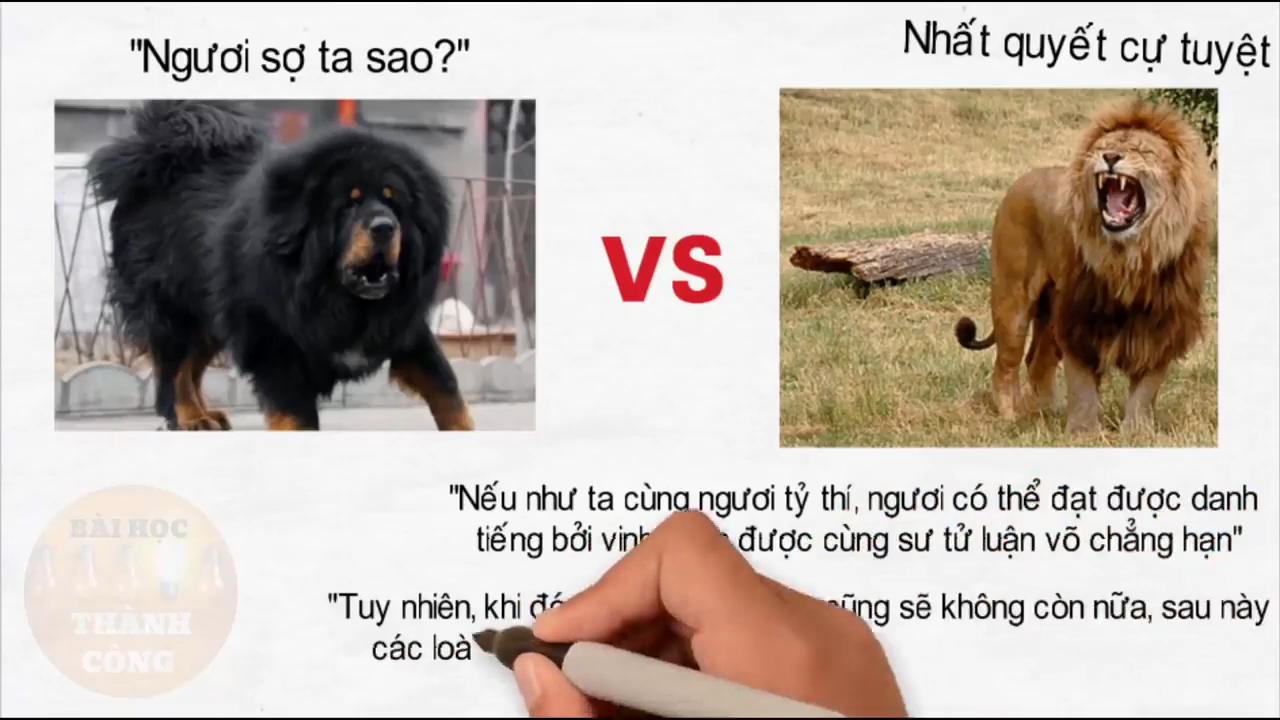 "Ngươi sợ ta sao?"
Nhất quyết cự tuyệt
VS
"Nếu như ta cùng ngươi tỷ thí, ngươi có thể đạt được danh
tiếng bởi vinh được cùng sư tử luận võ chẳng hạn"
"Tuy nhiên, khi đó cũng sẽ không còn nữa, sau này
các loà
BÀI HỌC
THÀNH
CÔNG